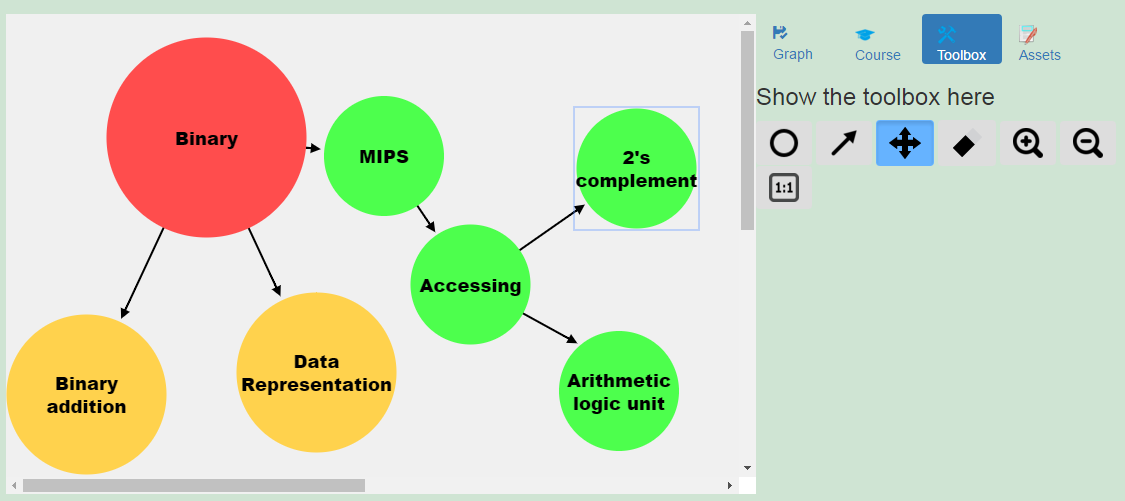 Graph
Course
Toolbox
Assets
Show the toolbox here
1:1
Binary
MIPS
2's
complement
Accessing
Data
Representation
Binary
addition
Arithmetic
logic unit